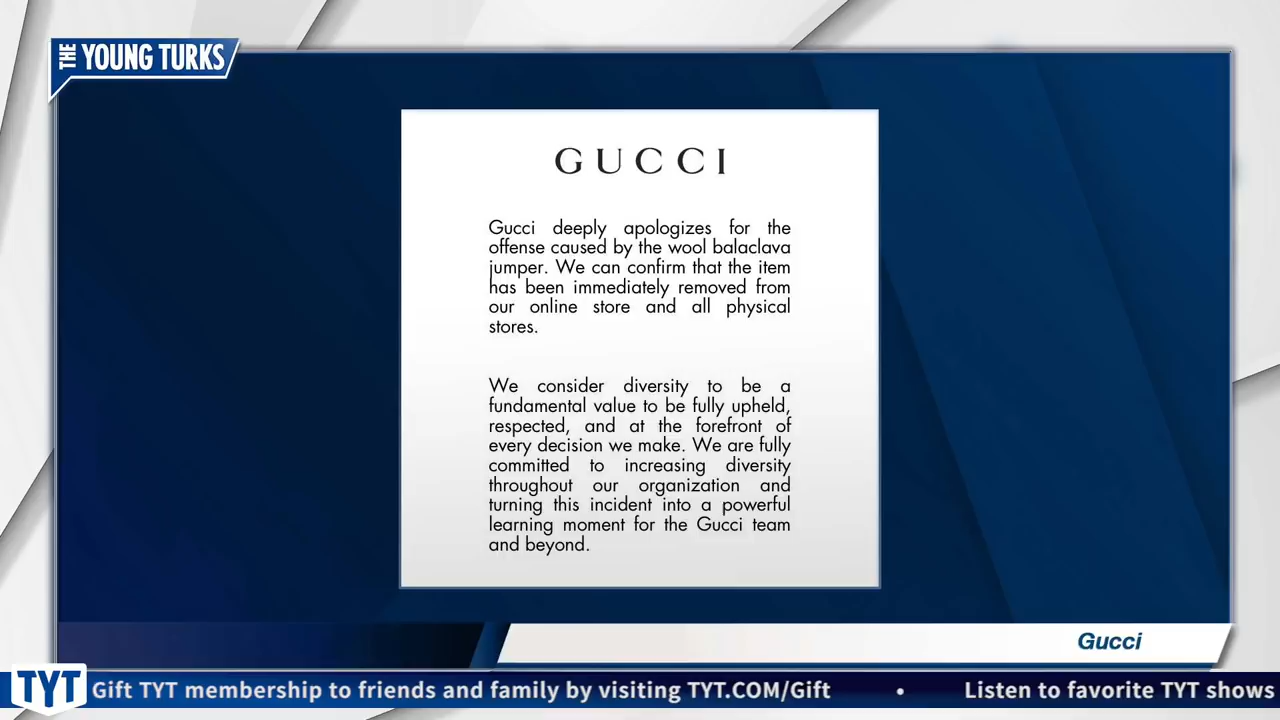 THE YOUNG TURKS
GUCCI
Gucci deeply apologizes for the
offense caused by the wool balaclava
jumper. We can confirm that the item
has been immediately removed from
our online store and all physical
stores.
We consider diversity to be a
fundamental value to be fully upheld,
respected, and at the forefront of
every decision we make. We are fully
committed to increasing diversity
throughout our organization and
turning this incident into a powerful
learning moment for the Gucci team
and beyond.
Gucci
TYT Gift TYT membership to friends and family by visiting TYT.COM/Gift • Listen to favorite TYT shows